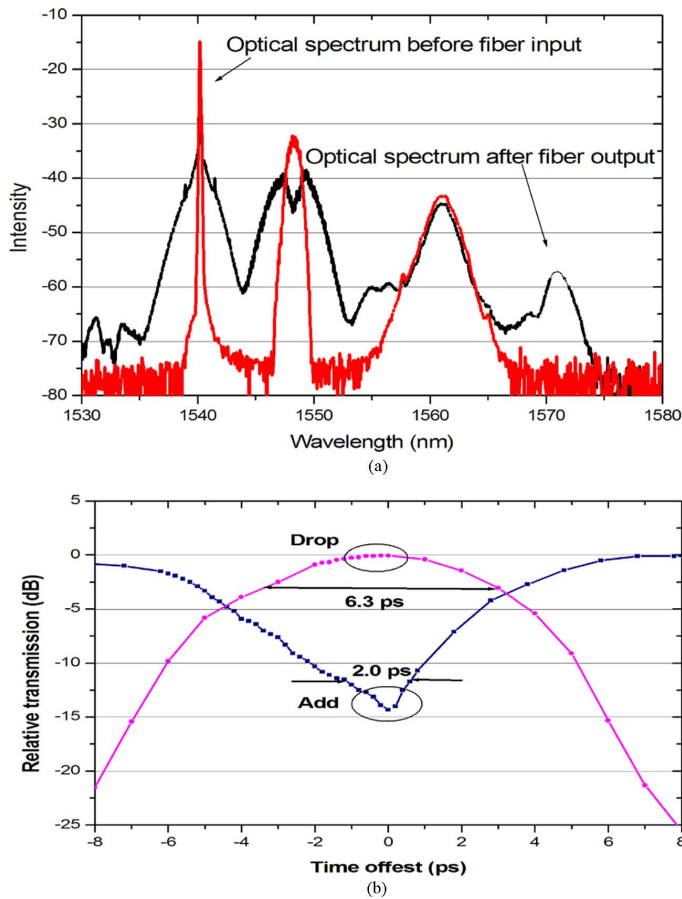 -10
-20
-30
-40
-50
-60
-70
-80
Intensity
Optical spectrum before fiber input
Optical spectrum after fiber output
1530 1540 1550 1560 1570 1580
Wavelength (nm)
(a)
5
0
-5
-10
-15
-20
-25
Relative transmission (dB)
Drop
6.3 ps
2.0 ps
Add
-8 -6 -4 -2 0 2 4 6 8
Time offest (ps)
(b)